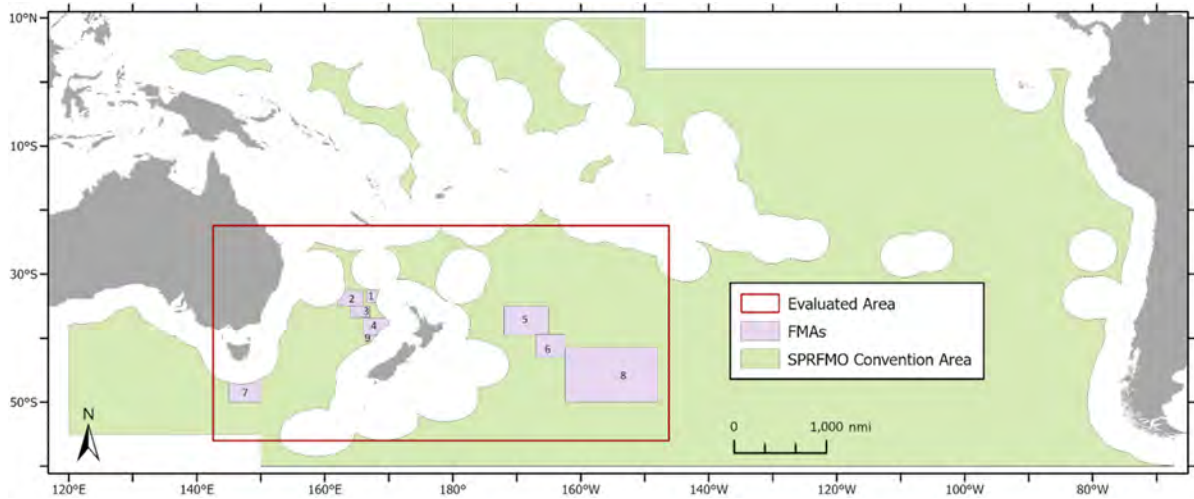 10°N
10°S
30°S
50°S
1
2
3
4
9
5
6
8
7
Evaluated Area
FMAs
SPRFMO Convention Area
N
0 1,000 nmi
120°E 140°E 160°E 180° 160°W 140°W 120°W 100°W 80°W